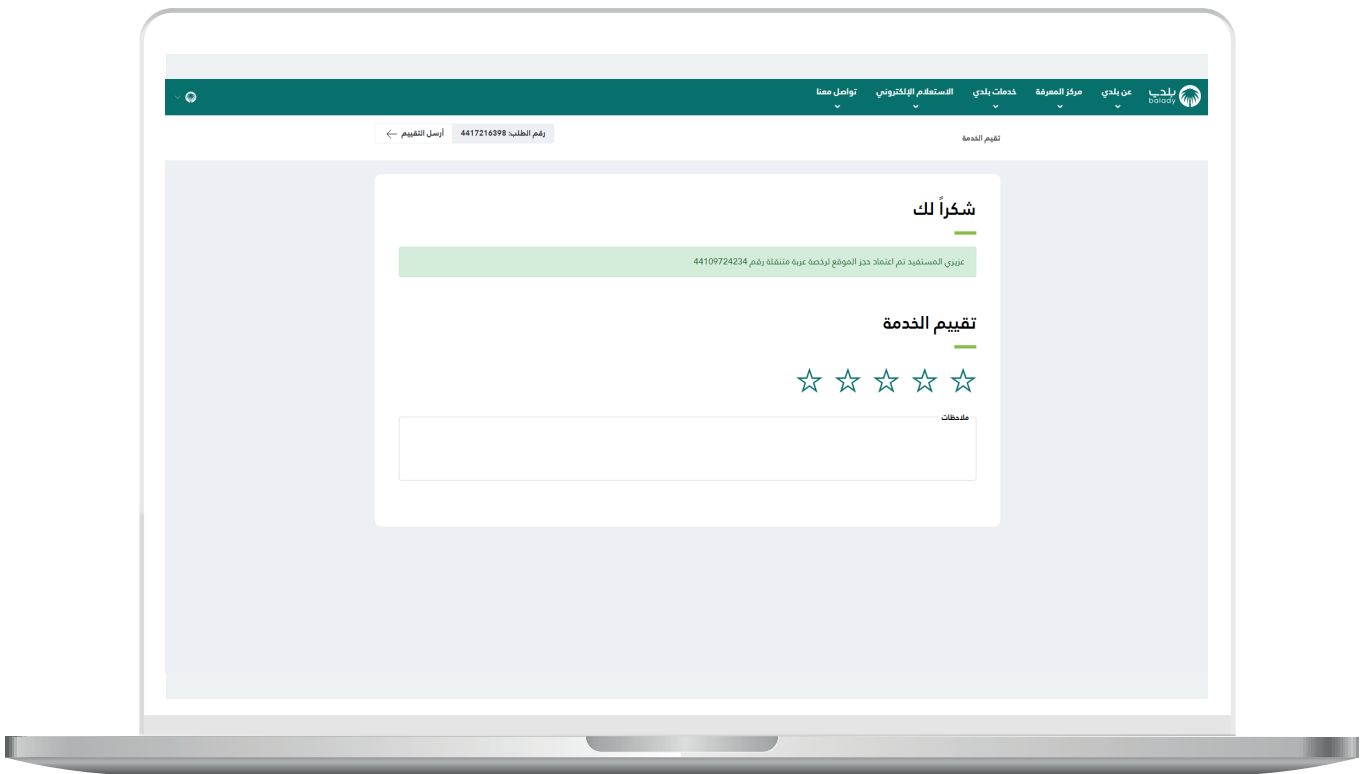 بلدي
balady
عن بلدي
مركز المعرفة
خدمات بلدي
الاستعلام الإلكتروني
تواصل معنا
تقيم الخدمة
رقم الطلب: 4417216398
أرسل التقييم
شكراً لك
عزيزي المستفيد تم اعتماد حجز الموقع لرخصة عربة متنقلة رقم 44109724234
تقييم الخدمة
ملاحظات